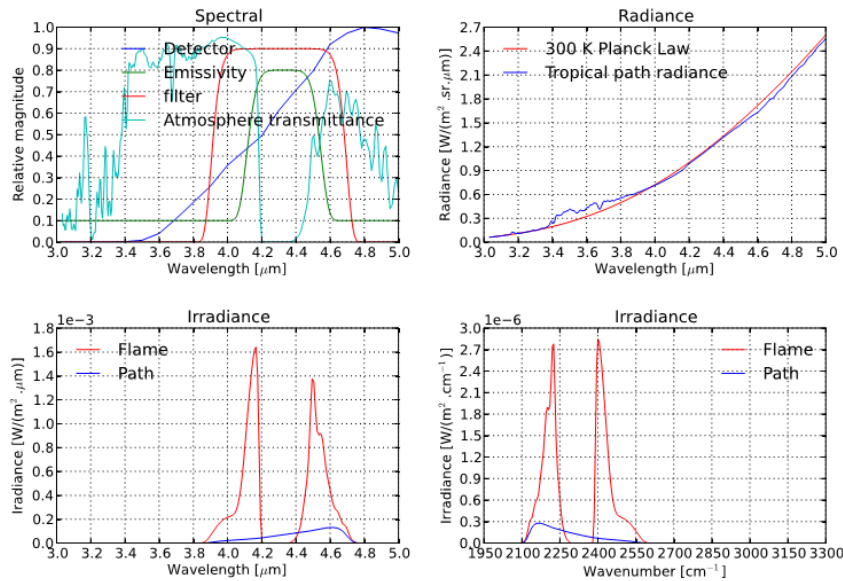 Spectral
Relative magnitude
1.0
0.9
0.8
0.7
0.6
0.5
0.4
0.3
0.2
0.1
0.0
Detector
Emissivity
filter
Atmosphere transmittance
3.0 3.2 3.4 3.6 3.8 4.0 4.2 4.4 4.6 4.8 5.0
Wavelength [μm]
Radiance
Radiance [W/(m² .sr.μm)]
2.7
2.4
2.1
1.8
1.5
1.2
0.9
0.6
0.3
0.0
300 K Planck Law
Tropical path radiance
3.0 3.2 3.4 3.6 3.8 4.0 4.2 4.4 4.6 4.8 5.0
Wavelength [μm]
Irradiance
1e−3
Irradiance [W/(m² .μm)]
1.8
1.6
1.4
1.2
1.0
0.8
0.6
0.4
0.2
0.0
Flame
Path
3.0 3.2 3.4 3.6 3.8 4.0 4.2 4.4 4.6 4.8 5.0
Wavelength [μm]
Irradiance
1e−6
Irradiance [W/(m² .cm⁻¹)]
3.0
2.7
2.4
2.1
1.8
1.5
1.2
0.9
0.6
0.3
0.0
Flame
Path
1950 2100 2250 2400 2550 2700 2850 3000 3150 3300
Wavenumber [cm⁻¹]